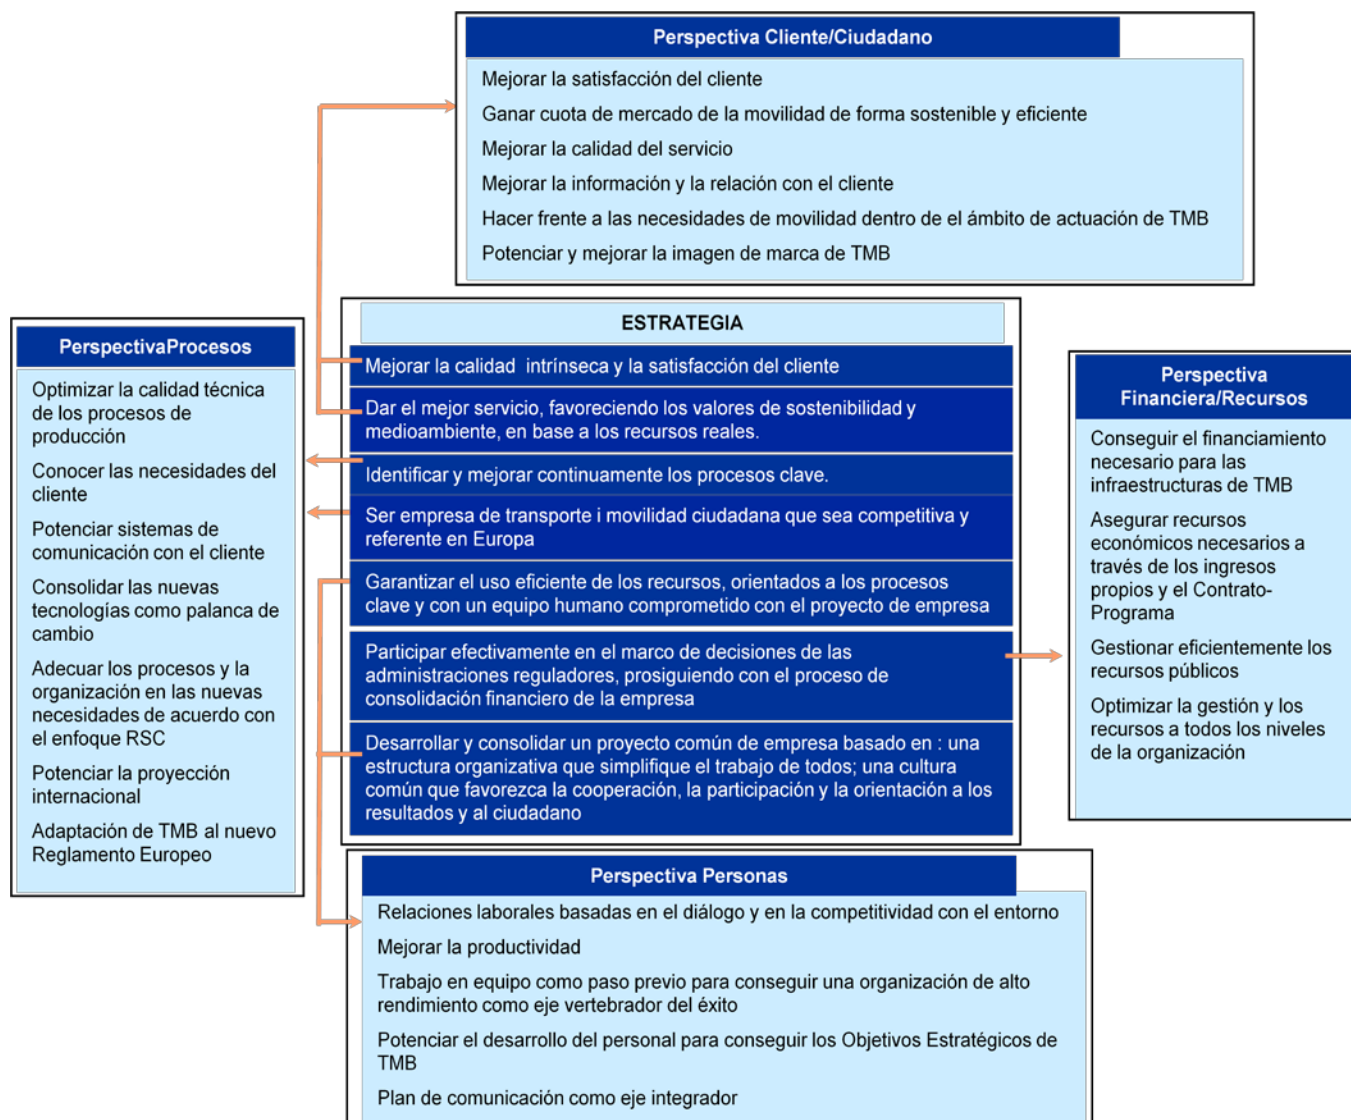 Perspectiva Cliente/Ciudadano
Mejorar la satisfacción del cliente
Ganar cuota de mercado de la movilidad de forma sostenible y eficiente
Mejorar la calidad del servicio
Mejorar la información y la relación con el cliente
Hacer frente a las necesidades de movilidad dentro de el ámbito de actuación de TMB
Potenciar y mejorar la imagen de marca de TMB
PerspectivaProcesos
Optimizar la calidad técnica
de los procesos de
producción
Conocer las necesidades del
cliente
Potenciar sistemas de
comunicación con el cliente
Consolidar las nuevas
tecnologías como palanca de
cambio
Adecuar los procesos y la
organización en las nuevas
necesidades de acuerdo con
el enfoque RSC
Potenciar la proyección
internacional
Adaptación de TMB al nuevo
Reglamento Europeo
ESTRATEGIA
Mejorar la calidad intrínseca y la satisfacción del cliente
Dar el mejor servicio, favoreciendo los valores de sostenibilidad y
medioambiente, en base a los recursos reales.
Identificar y mejorar continuamente los procesos clave.
Ser empresa de transporte i movilidad ciudadana que sea competitiva y
referente en Europa
Garantizar el uso eficiente de los recursos, orientados a los procesos
clave y con un equipo humano comprometido con el proyecto de empresa
Participar efectivamente en el marco de decisiones de las
administraciones reguladores, prosiguiendo con el proceso de
consolidación financiero de la empresa
Desarrollar y consolidar un proyecto común de empresa basado en : una
estructura organizativa que simplifique el trabajo de todos; una cultura
común que favorezca la cooperación, la participación y la orientación a los
resultados y al ciudadano
Perspectiva
Financiera/Recursos
Conseguir el financiamiento
necesario para las
infraestructuras de TMB
Asegurar recursos
económicos necesarios a
través de los ingresos
propios y el Contrato-
Programa
Gestionar eficientemente los
recursos públicos
Optimizar la gestión y los
recursos a todos los niveles
de la organización
Perspectiva Personas
Relaciones laborales basadas en el diálogo y en la competitividad con el entorno
Mejorar la productividad
Trabajo en equipo como paso previo para conseguir una organización de alto
rendimiento como eje vertebrador del éxito
Potenciar el desarrollo del personal para conseguir los Objetivos Estratégicos de
TMB
Plan de comunicación como eje integrador